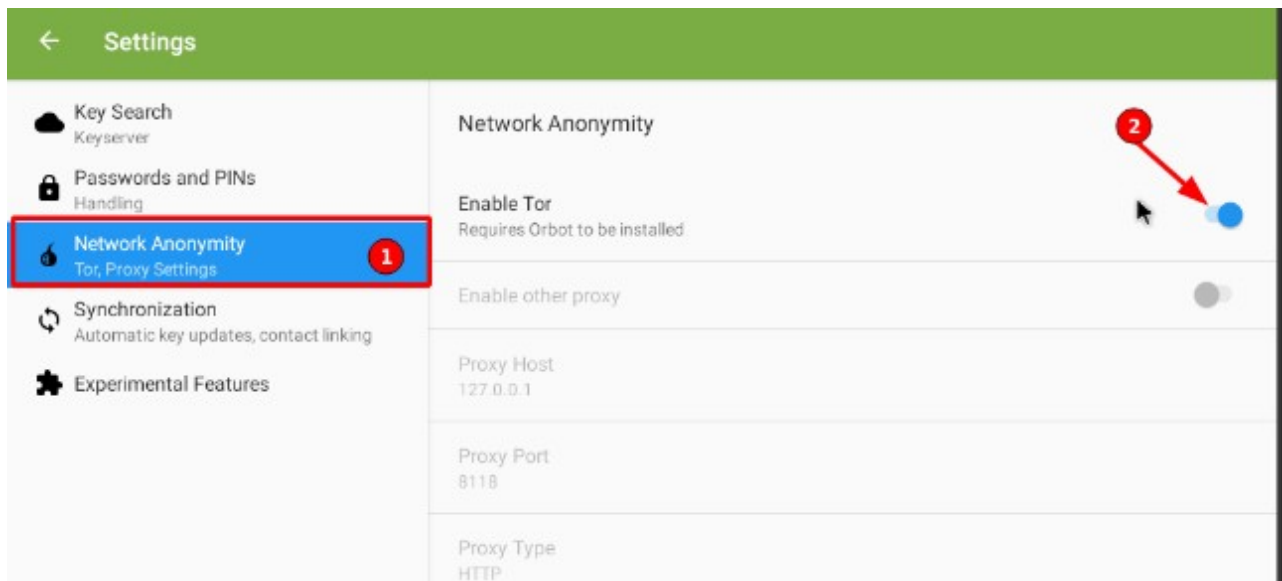 Settings
Key Search
Keyserver
Passwords and PINs
Handling
Network Anonymity
Tor, Proxy Settings
1
Synchronization
Automatic key updates, contact linking
Experimental Features
Network Anonymity
2
Enable Tor
Requires Orbot to be installed
Enable other proxy
Proxy Host
127.0.0.1
Proxy Port
8118
Proxy Type
HTTP